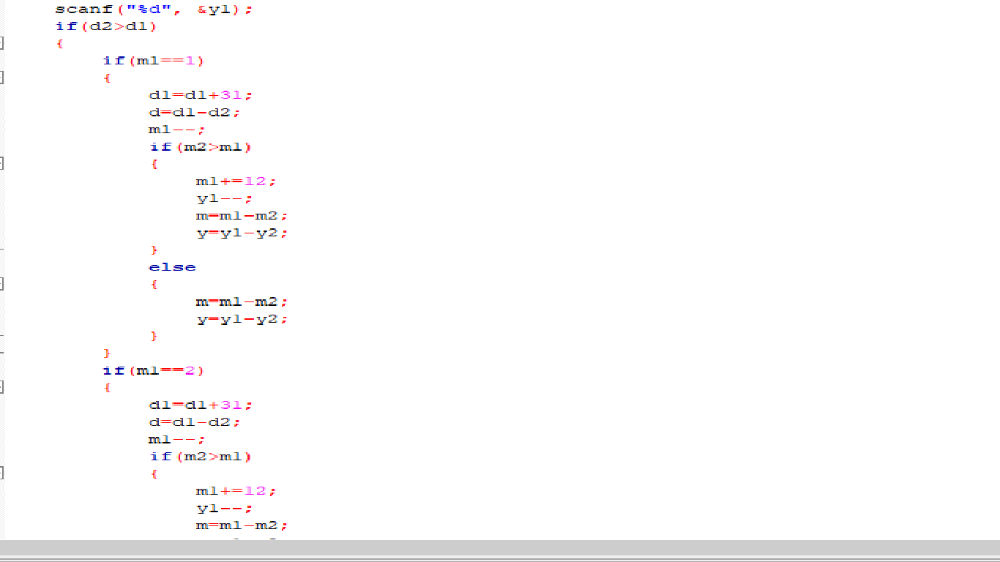 scanf("%d", &y1);
if(d2>d1)
{
if(m1==1)
{
d1=d1+31;
d=d1-d2;
m1--;
if(m2>m1)
{
m1+=12;
y1--;
m=m1-m2;
y=y1-y2;
}
else
{
m=m1-m2;
y=y1-y2;
}
}
if(m1==2)
{
d1=d1+31;
d=d1-d2;
m1--;
if(m2>m1)
{
m1+=12;
y1--;
m=m1-m2;